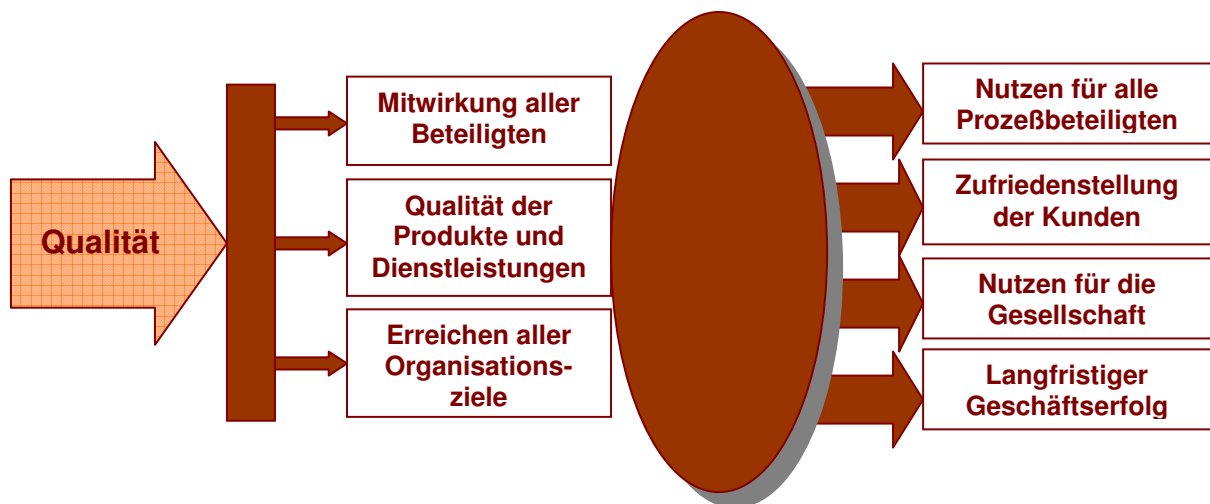 Qualität
Mitwirkung aller
Beteiligten
Qualität der
Produkte und
Dienstleistungen
Erreichen aller
Organisations-
ziele
Nutzen für alle
Prozeßbeteiligten
Zufriedenstellung
der Kunden
Nutzen für die
Gesellschaft
Langfristiger
Geschäftserfolg